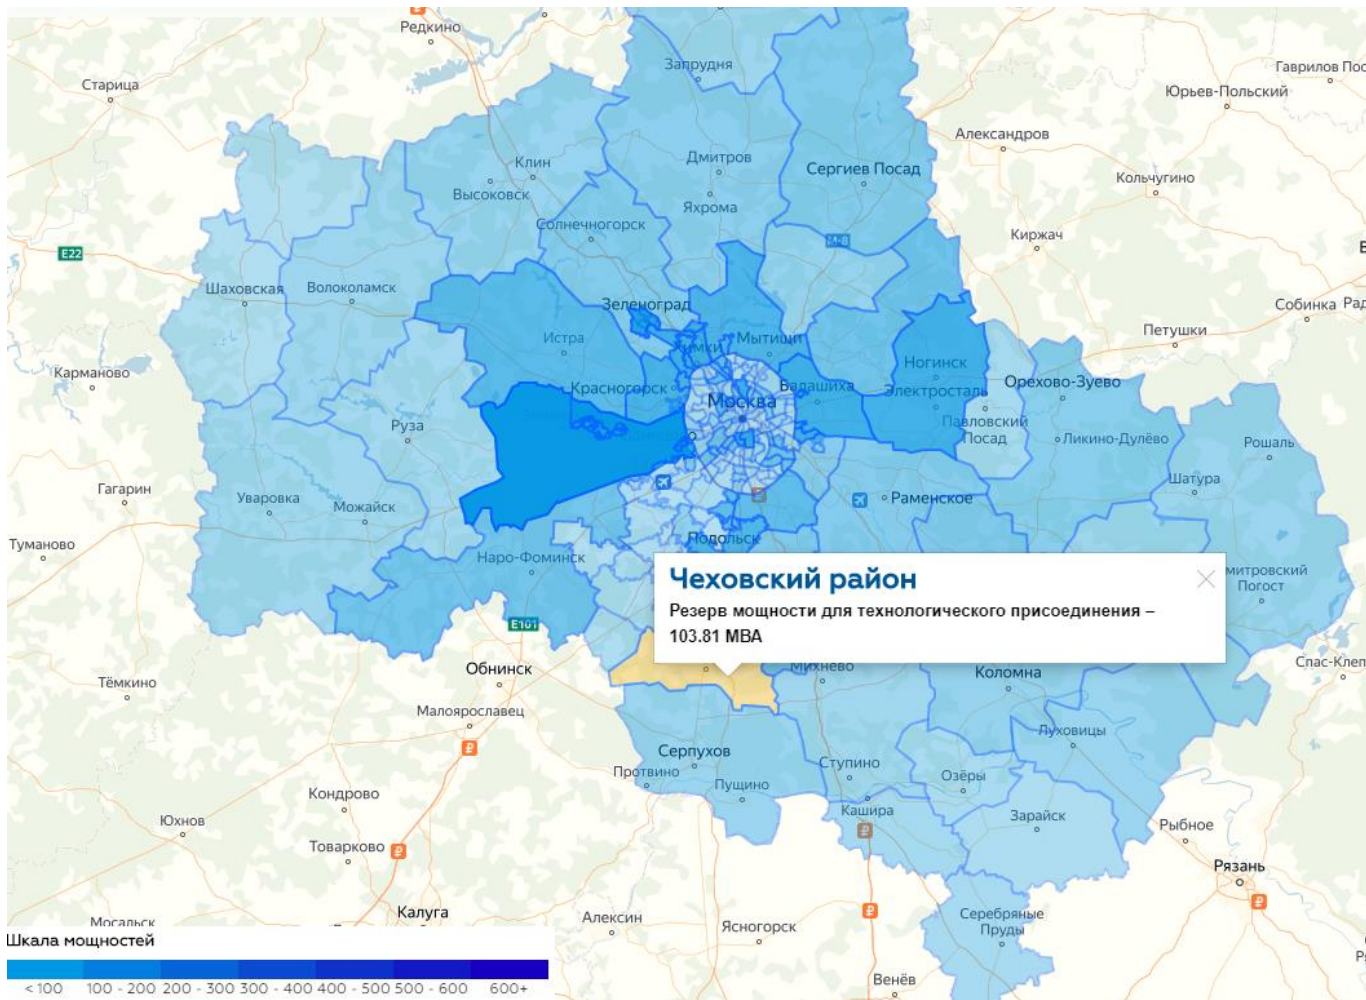 Редкино
Запрудня
Гаврилов Пос
Старица
Юрьев-Польский
Александров
Клин
Дмитров
Сергиев Посад
Кольчугино
Высоковск
Яхрома
Солнечногорск
Киржач
М-8
E22
Шаховская
Волоколамск
Зеленоград
Собинка
Рад
Петушки
Истра
Химки
Мытищи
Карманово
Ногинск
Красногорск
Балашиха
Электросталь
Орехово-Зуево
Москва
Руза
Павловский
Посад
Ликино-Дулёво
Рошаль
Шатура
Гагарин
Уваровка
Можайск
Раменское
Туманово
Наро-Фоминск
Подольск
Чеховский район
Резерв мощности для технологического присоединения –
103.81 МВА
митровский
Погост
E101
Обнинск
Михнево
Коломна
Спас-Клеп
Тёмкино
Малоярославец
Луховицы
Серпухов
Протвино
Ступино
Озёры
Пущино
Кондрово
Кашира
Зарайск
Юхнов
Рыбное
Товарково
Рязань
Калуга
Алексин
Ясногорск
Серебряные
Пруды
Мосальск
Венёв
Шкала мощностей
< 100 100 - 200 200 - 300 300 - 400 400 - 500 500 - 600 600+